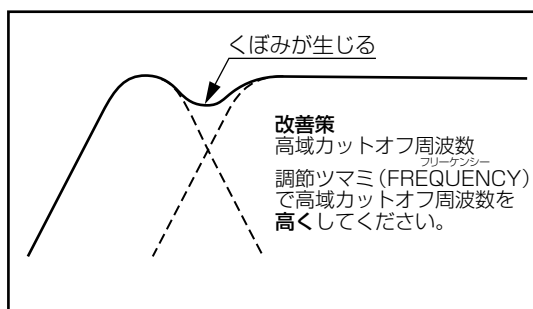 くぼみが生じる
改善策
高域カットオフ周波数
フリーケンシー
調節ツマミ(FREQUENCY)
で高域カットオフ周波数を
高くしてください。